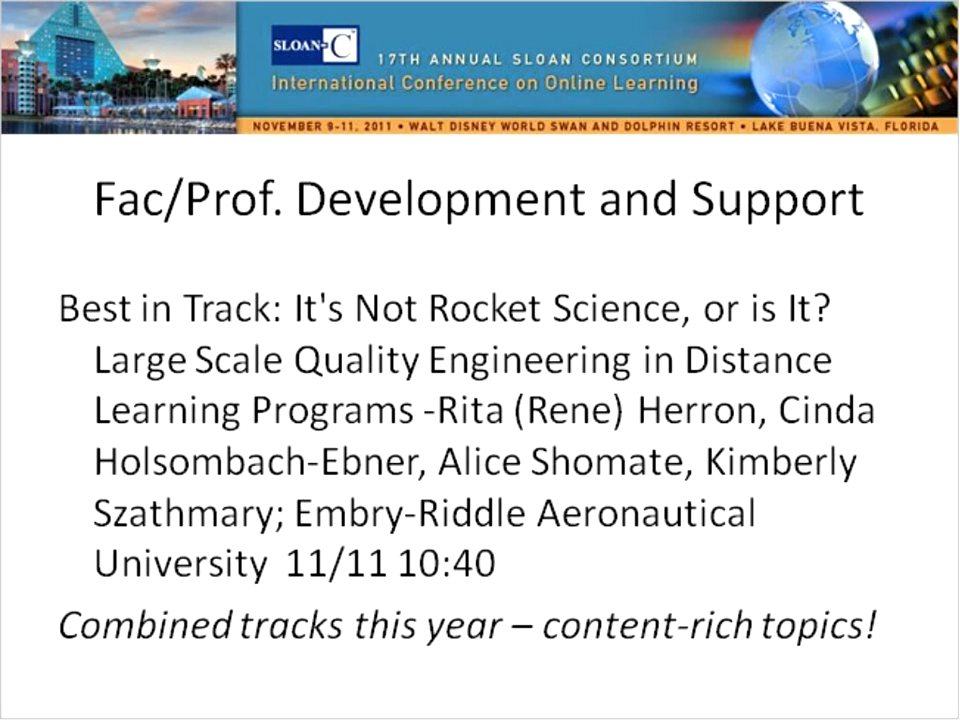 SLOAN-C
17TH ANNUAL SLOAN CONSORTIUM
International Conference on Online Learning
NOVEMBER 9-11, 2011 • WALT DISNEY WORLD SWAN AND DOLPHIN RESORT • LAKE BUENA VISTA, FLORIDA
Fac/Prof. Development and Support
Best in Track: It's Not Rocket Science, or is It?
Large Scale Quality Engineering in Distance
Learning Programs -Rita (Rene) Herron, Cinda
Holsombach-Ebner, Alice Shomate, Kimberly
Szathmary; Embry-Riddle Aeronautical
University 11/11 10:40
Combined tracks this year – content-rich topics!